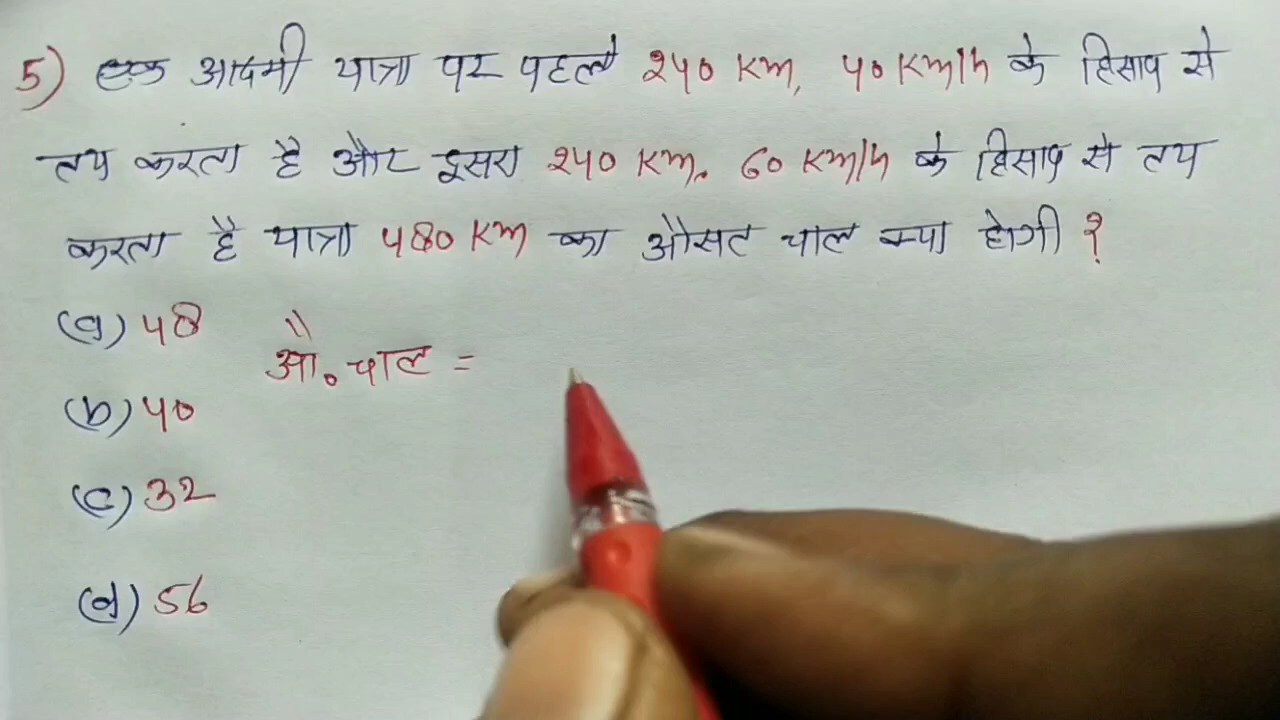 5) एक आदमी यात्रा पर पहले 240 KM, 40 KM/h के हिसाब से
तय करता है और दूसरा 240 KM. 60 KM/h के हिसाब से तय
करता है यात्रा 480 KM का औसत चाल क्या होगी ?
(a) 48
औ. चाल =
(b) 40
(c) 32
(d) 56